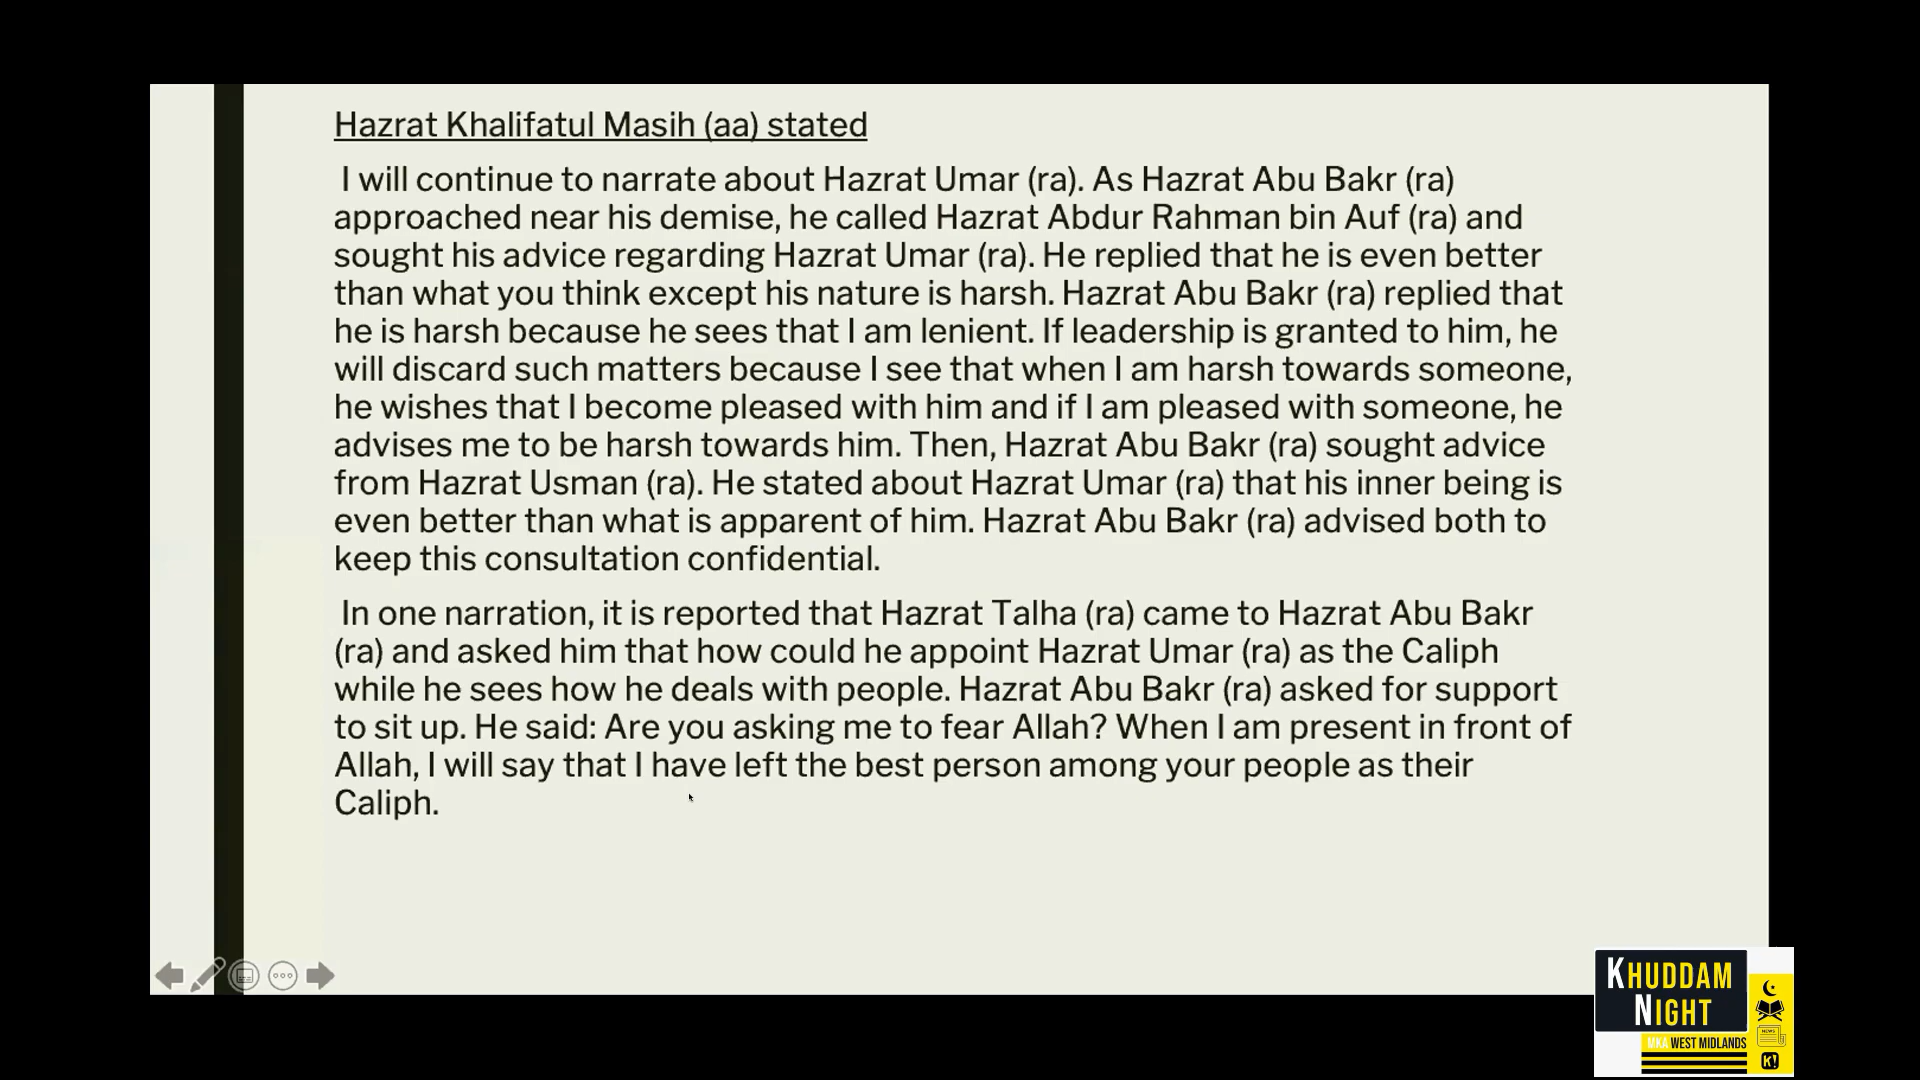 Hazrat Khalifatul Masih (aa) stated
I will continue to narrate about Hazrat Umar (ra). As Hazrat Abu Bakr (ra)
approached near his demise, he called Hazrat Abdur Rahman bin Auf (ra) and
sought his advice regarding Hazrat Umar (ra). He replied that he is even better
than what you think except his nature is harsh. Hazrat Abu Bakr (ra) replied that
he is harsh because he sees that I am lenient. If leadership is granted to him, he
will discard such matters because I see that when I am harsh towards someone,
he wishes that I become pleased with him and if I am pleased with someone, he
advises me to be harsh towards him. Then, Hazrat Abu Bakr (ra) sought advice
from Hazrat Usman (ra). He stated about Hazrat Umar (ra) that his inner being is
even better than what is apparent of him. Hazrat Abu Bakr (ra) advised both to
keep this consultation confidential.
In one narration, it is reported that Hazrat Talha (ra) came to Hazrat Abu Bakr
(ra) and asked him that how could he appoint Hazrat Umar (ra) as the Caliph
while he sees how he deals with people. Hazrat Abu Bakr (ra) asked for support
to sit up. He said: Are you asking me to fear Allah? When I am present in front of
Allah, I will say that I have left the best person among your people as their
Caliph.
KHUDDAM
NIGHT
MKA WEST MIDLANDS
NEWS
K!